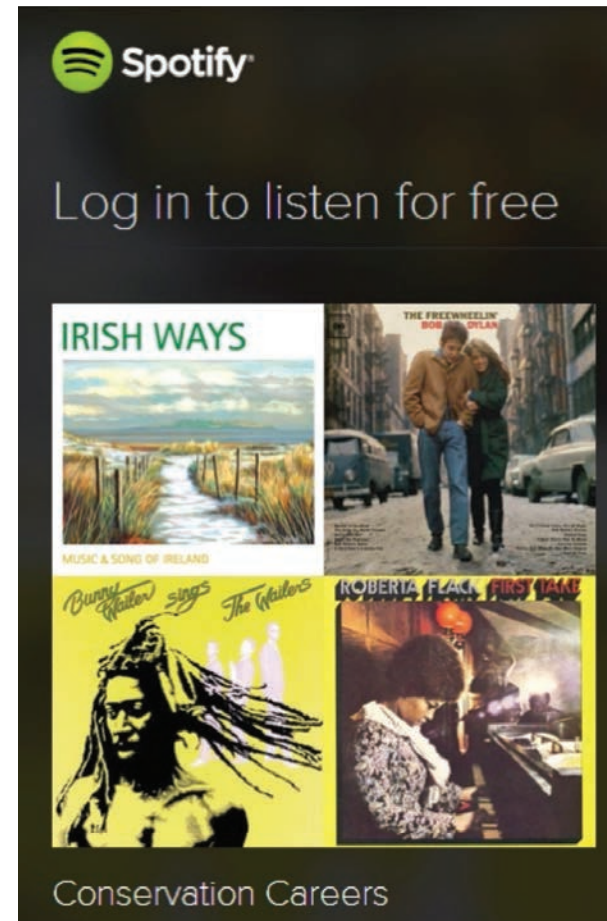 Spotify®
Log in to listen for free
IRISH WAYS
MUSIC & SONG OF IRELAND
THE FREEWHEELIN'
BOB DYLAN
Bunny Wailer sings The Wailers
ROBERTA FLACK FIRST TAKE
Conservation Careers